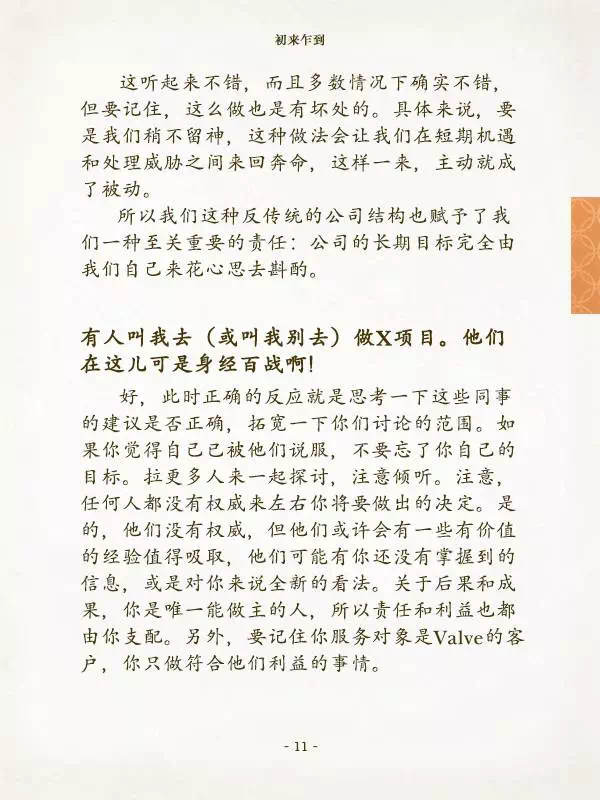 初来乍到
这听起来不错，而且多数情况下确实不错，
但要记住，这么做也是有坏处的。具体来说，要
是我们稍不留神，这种做法会让我们在短期机遇
和处理威胁之间来回奔命，这样一来，主动就成
了被动。
所以我们这种反传统的公司结构也赋予了我
们一种至关重要的责任：公司的长期目标完全由
我们自己来花心思去斟酌。
有人叫我去（或叫我别去）做X项目。他们
在这儿可是身经百战啊！
好，此时正确的反应就是思考一下这些同事
的建议是否正确，拓宽一下你们讨论的范围。如
果你觉得自己已被他们说服，不要忘了你自己的
目标。拉更多人来一起探讨，注意倾听。注意，
任何人都没有权威来左右你将要做出的决定。是
的，他们没有权威，但他们或许会有一些有价值
的经验值得吸取，他们可能有你还没有掌握到的
信息，或是对你来说全新的看法。关于后果和成
果，你是唯一能做主的人，所以责任和利益也都
由你支配。另外，要记住你服务对象是Valve的客
户，你只做符合他们利益的事情。
- 11 -